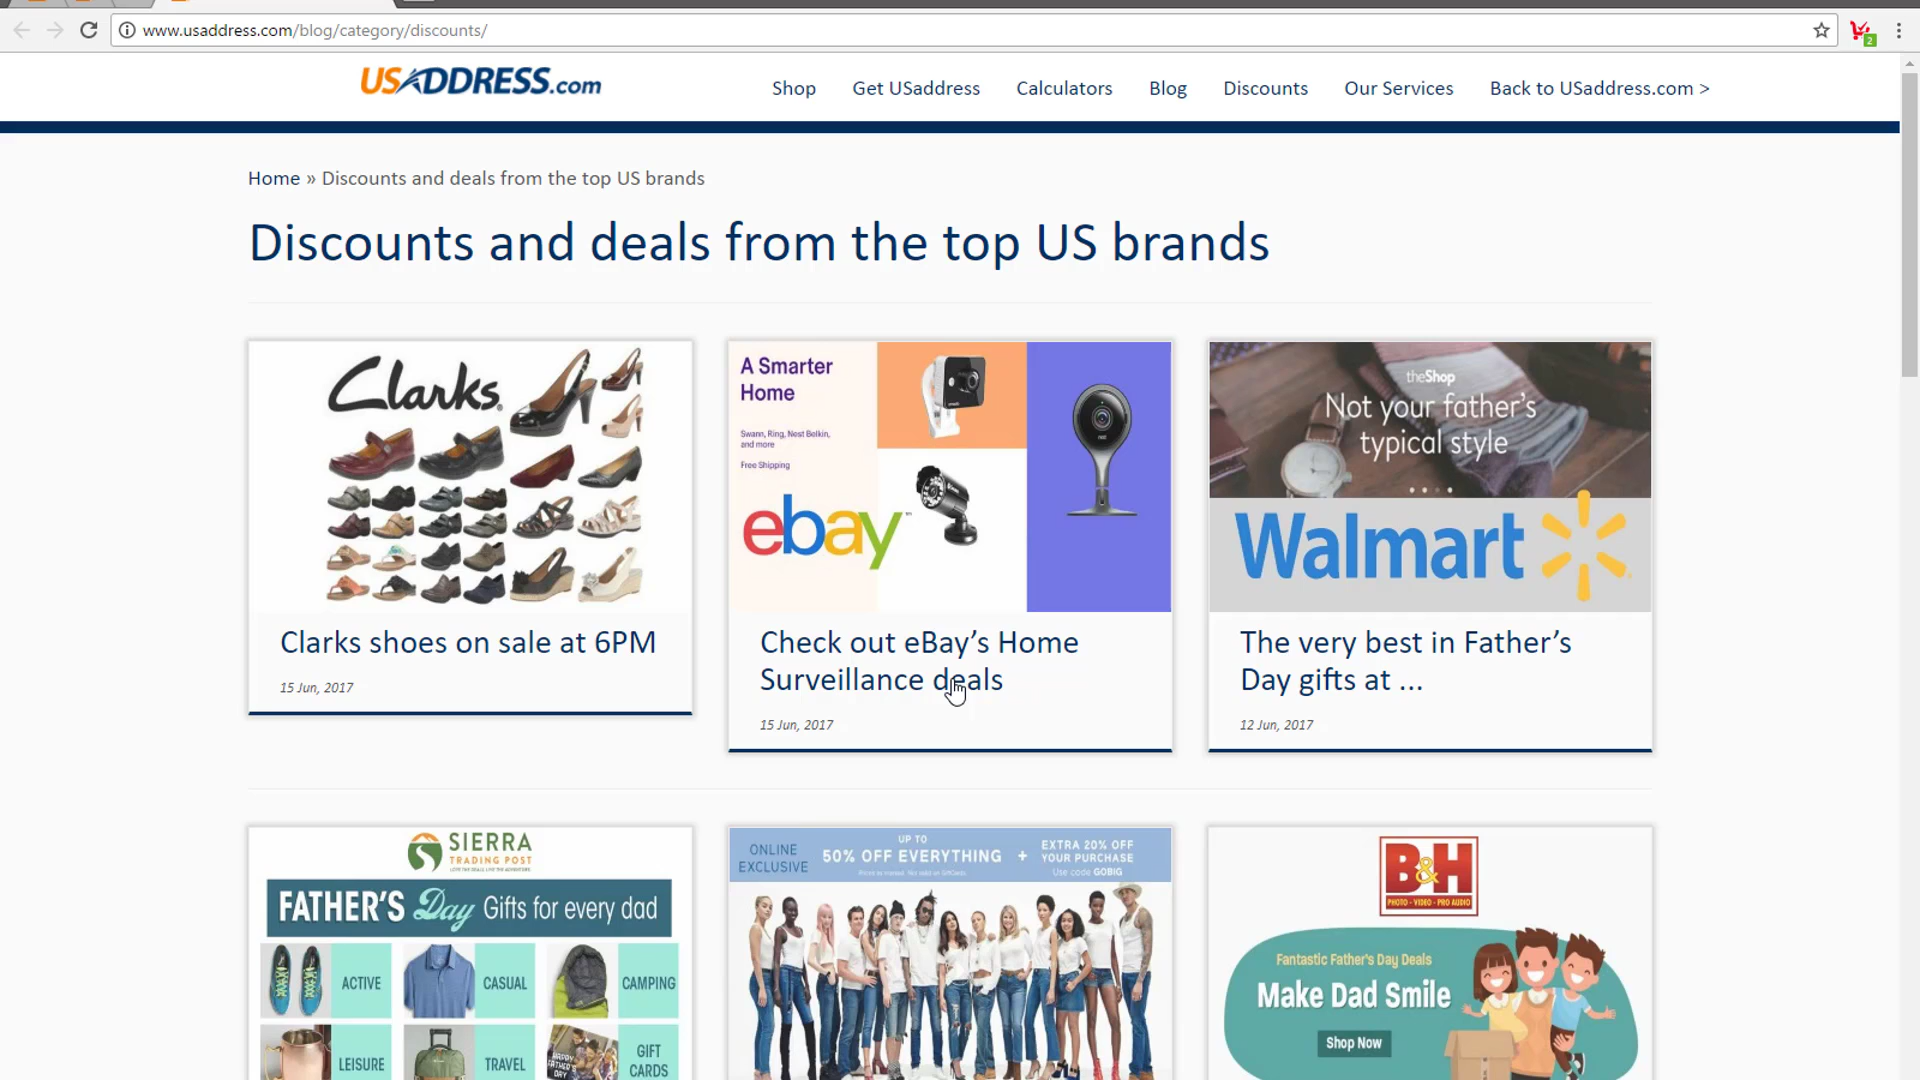 www.usaddress.com/blog/category/discounts/
2
USADDRESS.com
Shop
Get USaddress
Calculators
Blog
Discounts
Our Services
Back to USaddress.com >
Home » Discounts and deals from the top US brands
Discounts and deals from the top US brands
Clarks
Clarks shoes on sale at 6PM
15 Jun, 2017
A Smarter
Home
Swann, Ring, Nest Belkin,
and more
Free Shipping
ebay
Check out eBay's Home
Surveillance deals
15 Jun, 2017
theShop
Not your father's
typical style
Walmart
The very best in Father's
Day gifts at ...
12 Jun, 2017
SIERRA
TRADING POST
FATHER'S Day Gifts for every dad
ACTIVE
CASUAL
CAMPING
LEISURE
TRAVEL
GIFT
CARDS
ONLINE
EXCLUSIVE
UP TO
50% OFF EVERYTHING
+
EXTRA 20% OFF
YOUR PURCHASE
Use code GOBIG
B&H
PHOTO - VIDEO - PRO AUDIO
Fantastic Father's Day Deals
Make Dad Smile
Shop Now